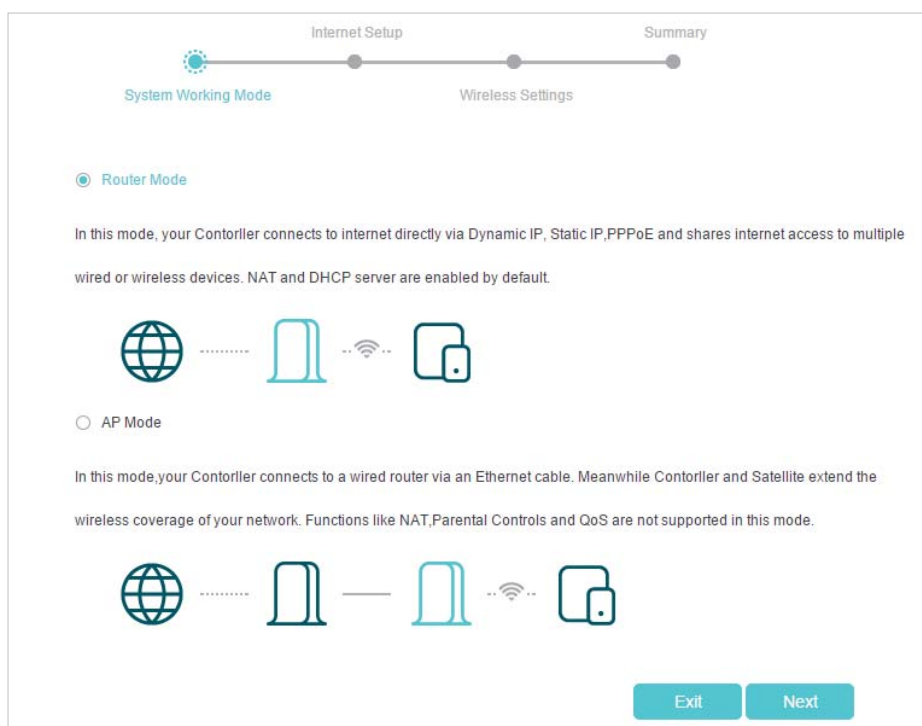 Internet Setup
Summary
System Working Mode
Wireless Settings
Router Mode
In this mode, your Contorller connects to internet directly via Dynamic IP, Static IP,PPPoE and shares internet access to multiple
wired or wireless devices. NAT and DHCP server are enabled by default.
AP Mode
In this mode,your Contorller connects to a wired router via an Ethernet cable. Meanwhile Contorller and Satellite extend the
wireless coverage of your network. Functions like NAT,Parental Controls and QoS are not supported in this mode.
Exit
Next